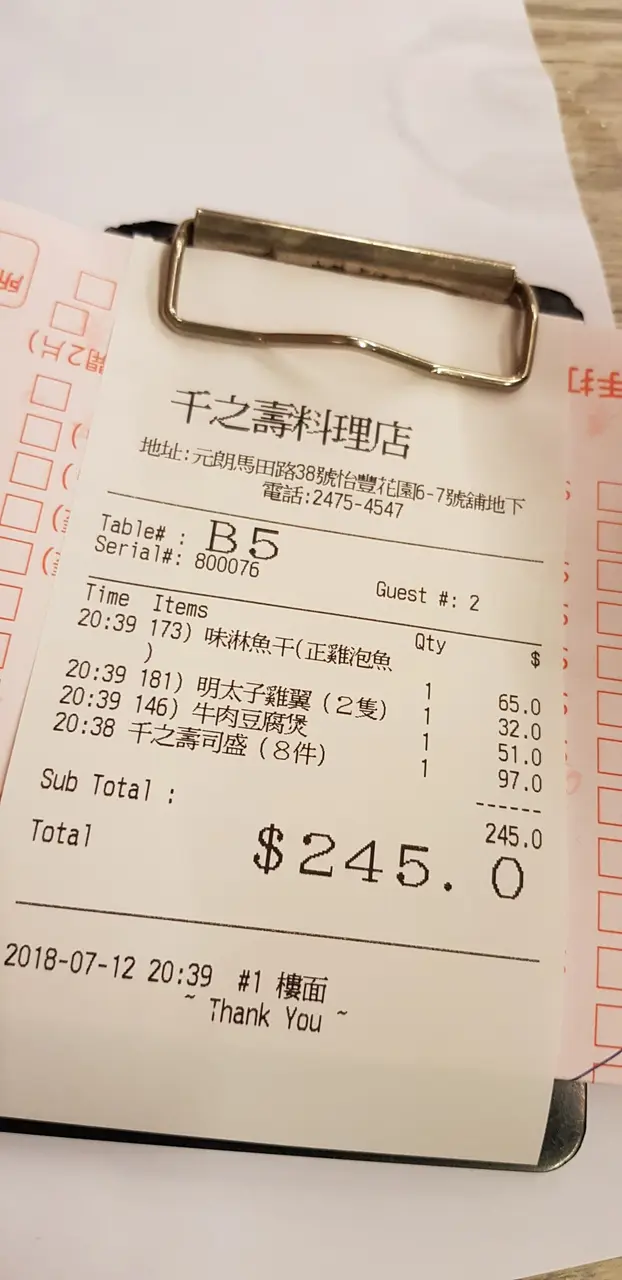 千之壽料理店
地址:元朗馬田路38號怡豐花園6-7號舖地下
電話:2475-4547
Table# : B5
Serial#: 800076 Guest #: 2
Time Items Qty $
20:39 173) 味淋魚干(正雞泡魚
) 1 65.0
20:39 181) 明太子雞翼 (2隻) 1 32.0
20:39 146) 牛肉豆腐煲 1 51.0
20:38 千之壽司盛 (8件) 1 97.0
------
Sub Total : 245.0
Total $245.0
2018-07-12 20:39 #1 樓面
~ Thank You ~
手打